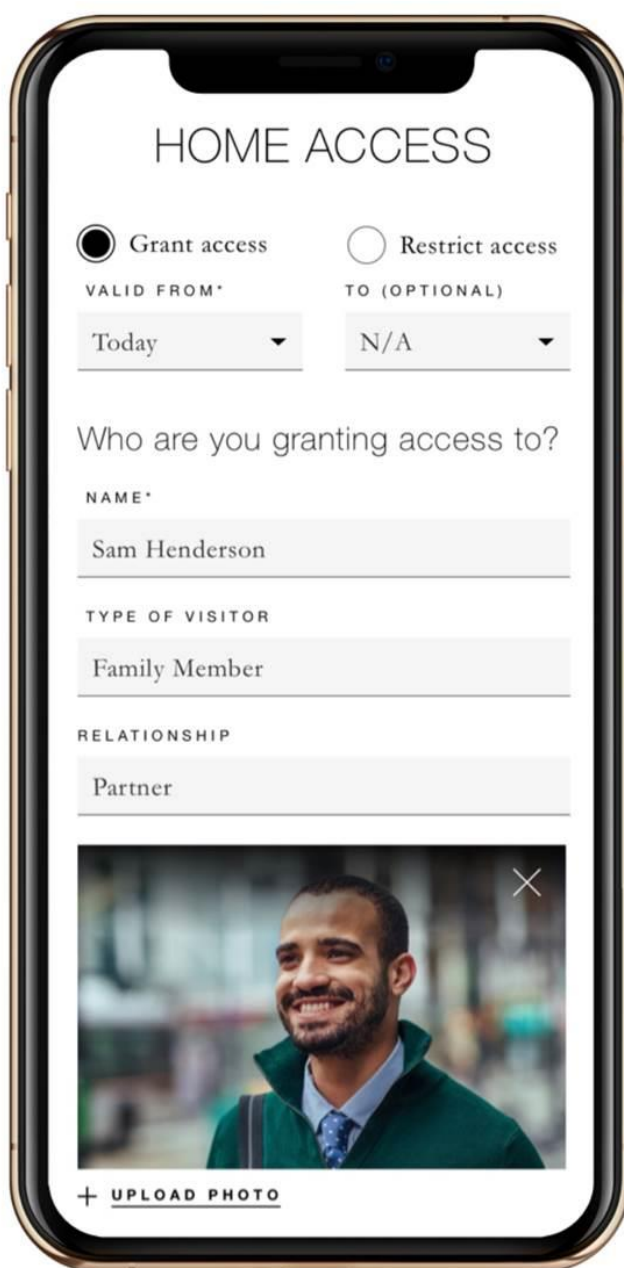 HOME ACCESS
Grant access Restrict access
VALID FROM* TO (OPTIONAL)
Today N/A
Who are you granting access to?
NAME*
Sam Henderson
TYPE OF VISITOR
Family Member
RELATIONSHIP
Partner
+ UPLOAD PHOTO